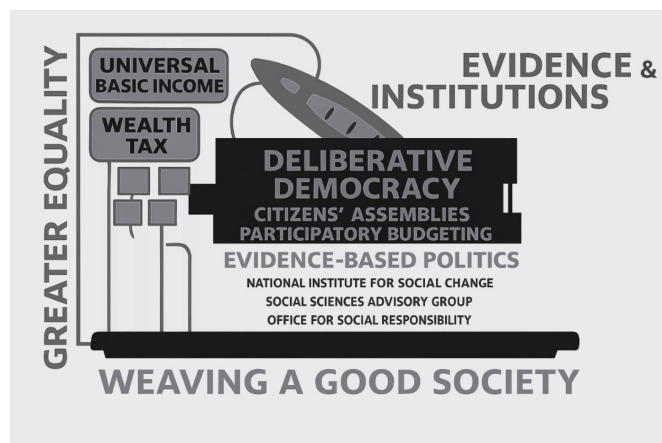 GREATER EQUALITY
UNIVERSAL
BASIC INCOME
WEALTH
TAX
EVIDENCE &
INSTITUTIONS
DELIBERATIVE
DEMOCRACY
CITIZENS’ ASSEMBLIES
PARTICIPATORY BUDGETING
EVIDENCE-BASED POLITICS
NATIONAL INSTITUTE FOR SOCIAL CHANGE
SOCIAL SCIENCES ADVISORY GROUP
OFFICE FOR SOCIAL RESPONSIBILITY
WEAVING A GOOD SOCIETY